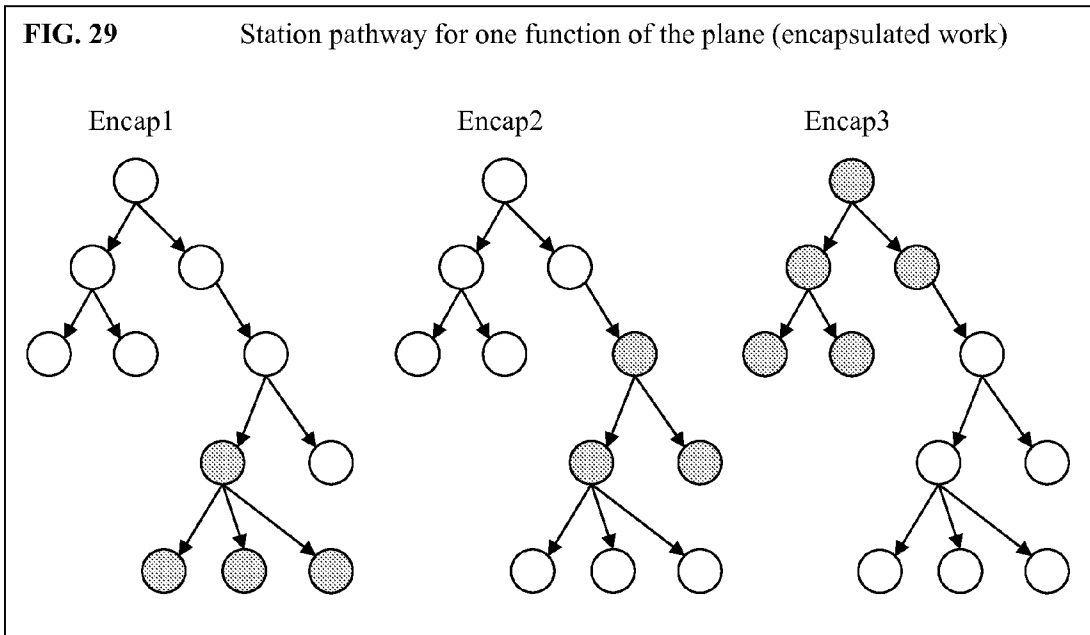 FIG. 29 Station pathway for one function of the plane (encapsulated work)
Encap1 Encap2 Encap3